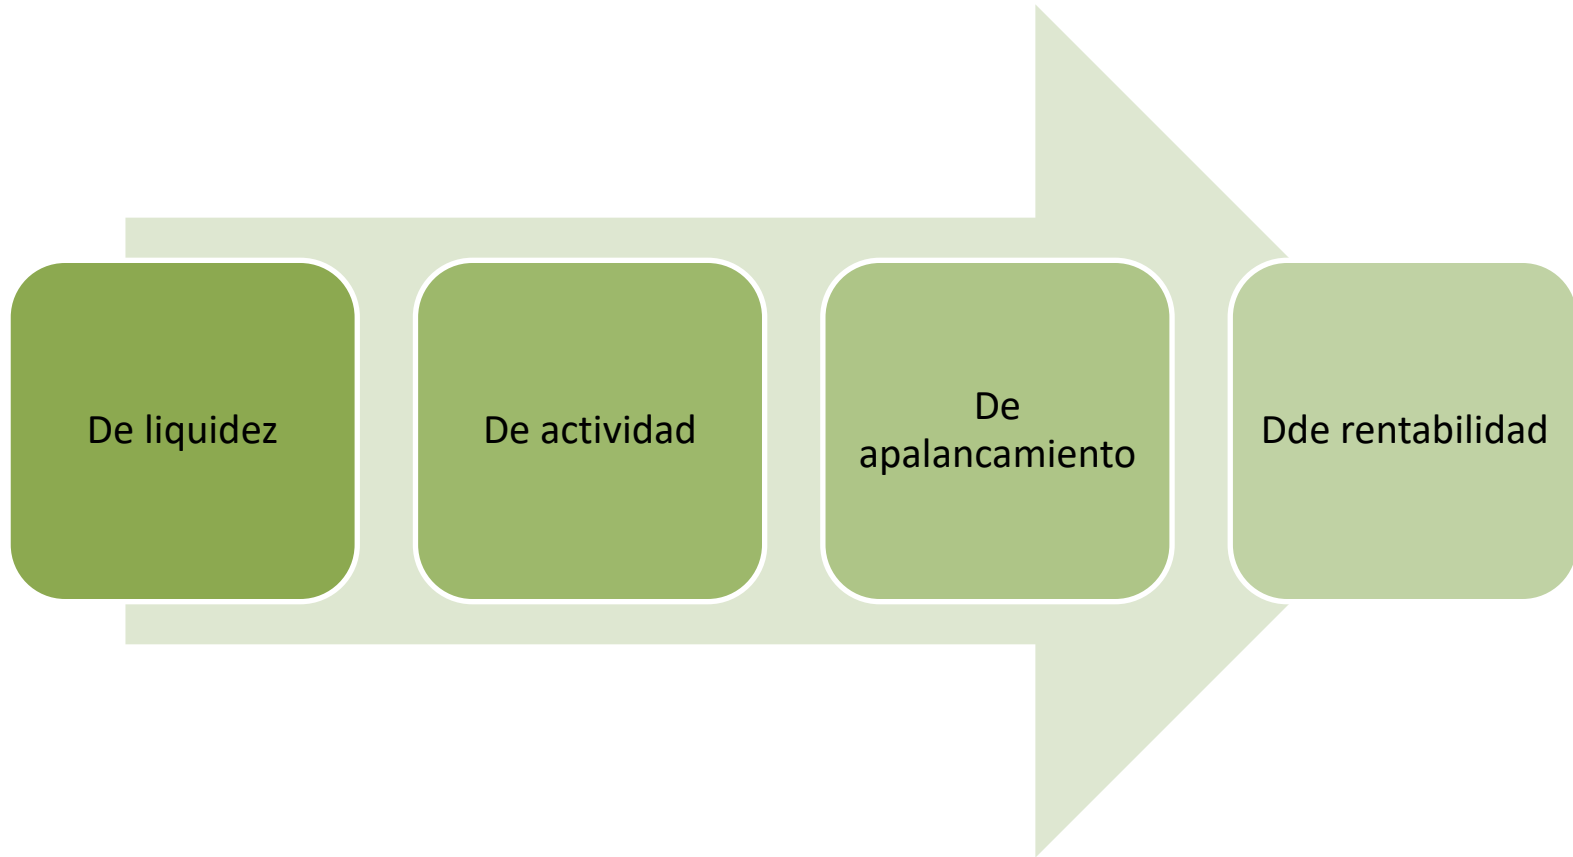 De liquidez
De actividad
De
apalancamiento
Dde rentabilidad